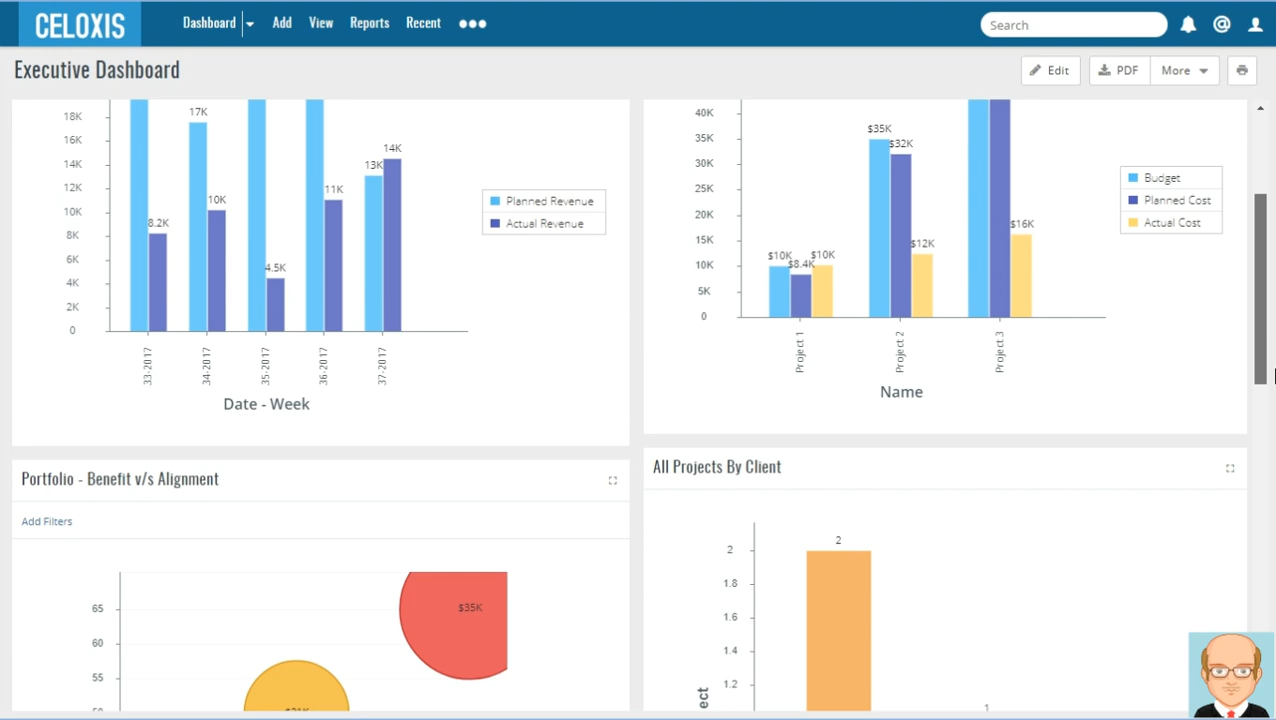 CELOXIS
Dashboard Add View Reports Recent
Search
Executive Dashboard
Edit PDF More
18K
16K
14K
12K
10K
8K
6K
4K
2K
0
8.2K
17K
10K
4.5K
11K
13K
14K
33-2017
34-2017
35-2017
36-2017
37-2017
Date - Week
Planned Revenue
Actual Revenue
40K
35K
30K
25K
20K
15K
10K
5K
0
$10K
$8.4K
$10K
$35K
$32K
$12K
$16K
Project 1
Project 2
Project 3
Name
Budget
Planned Cost
Actual Cost
Portfolio - Benefit v/s Alignment
Add Filters
65
60
55
$35K
All Projects By Client
2
1.8
1.6
1.4
1.2
2
1